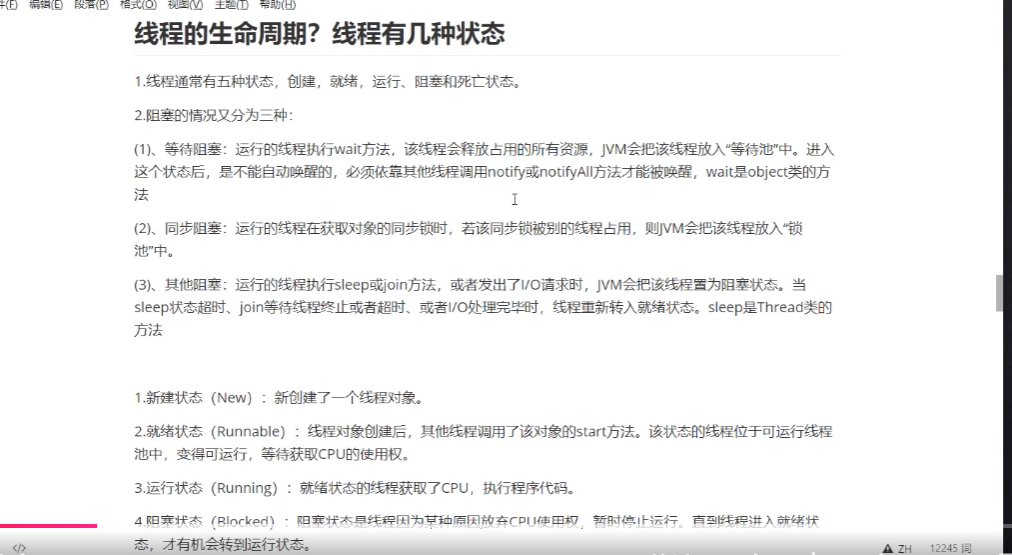 件(F) 编辑(E) 段落(P) 格式(O) 视图(V) 主题(T) 帮助(H)
线程的生命周期？线程有几种状态
1.线程通常有五种状态，创建，就绪，运行、阻塞和死亡状态。
2.阻塞的情况又分为三种：
(1)、等待阻塞：运行的线程执行wait方法，该线程会释放占用的所有资源，JVM会把该线程放入“等待池”中。进入
这个状态后，是不能自动唤醒的，必须依靠其他线程调用notify或notifyAll方法才能被唤醒，wait是object类的方
法
(2)、同步阻塞：运行的线程在获取对象的同步锁时，若该同步锁被别的线程占用，则JVM会把该线程放入“锁
池”中。
(3)、其他阻塞：运行的线程执行sleep或join方法，或者发出了I/O请求时，JVM会把该线程置为阻塞状态。当
sleep状态超时、join等待线程终止或者超时、或者I/O处理完毕时，线程重新转入就绪状态。sleep是Thread类的
方法
1.新建状态（New）：新创建了一个线程对象。
2.就绪状态（Runnable）：线程对象创建后，其他线程调用了该对象的start方法。该状态的线程位于可运行线程
池中，变得可运行，等待获取CPU的使用权。
3.运行状态（Running）：就绪状态的线程获取了CPU，执行程序代码。
4.阻塞状态（Blocked）：阻塞状态是线程因为某种原因放弃CPU使用权，暂时停止运行。直到线程进入就绪状
态，才有机会转到运行状态。
</> ZH 12245 词